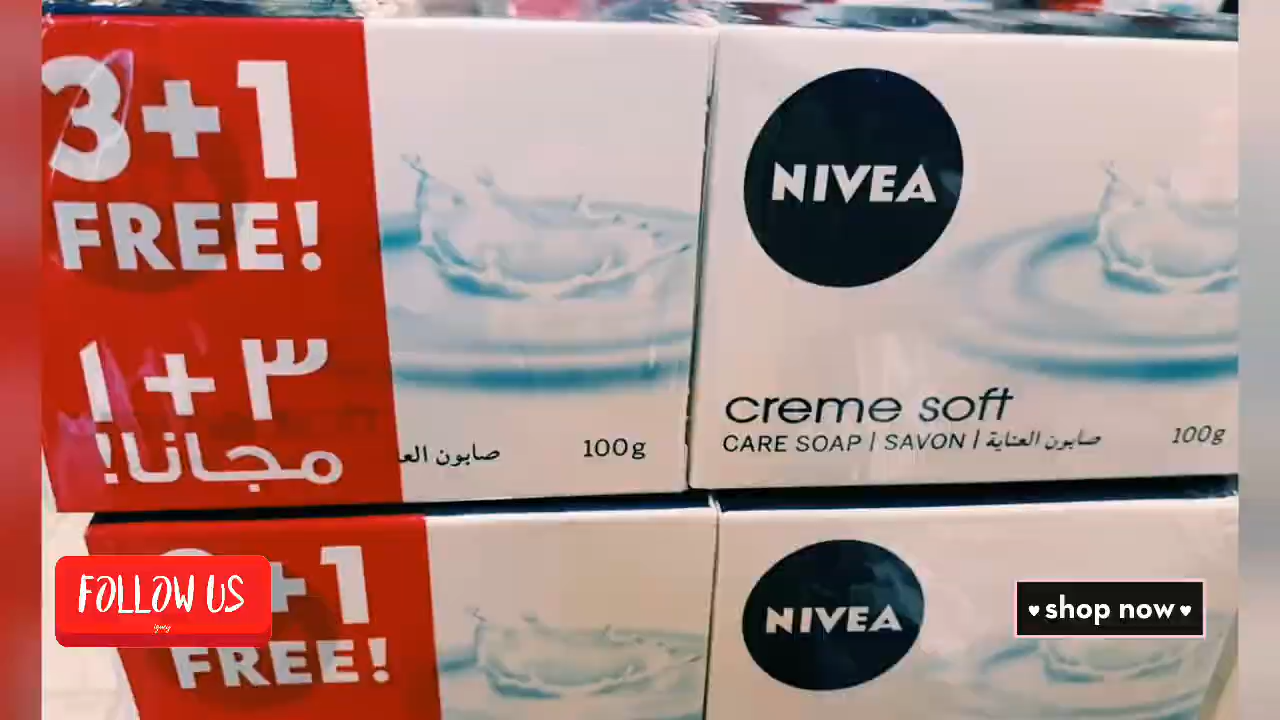 3+1
FREE!
٣+١
مجانا!
صابون
100g
NIVEA
creme soft
CARE SOAP | SAVON | صابون العناية
100g
+1
FREE!
NIVEA
FOLLOW US
shop now